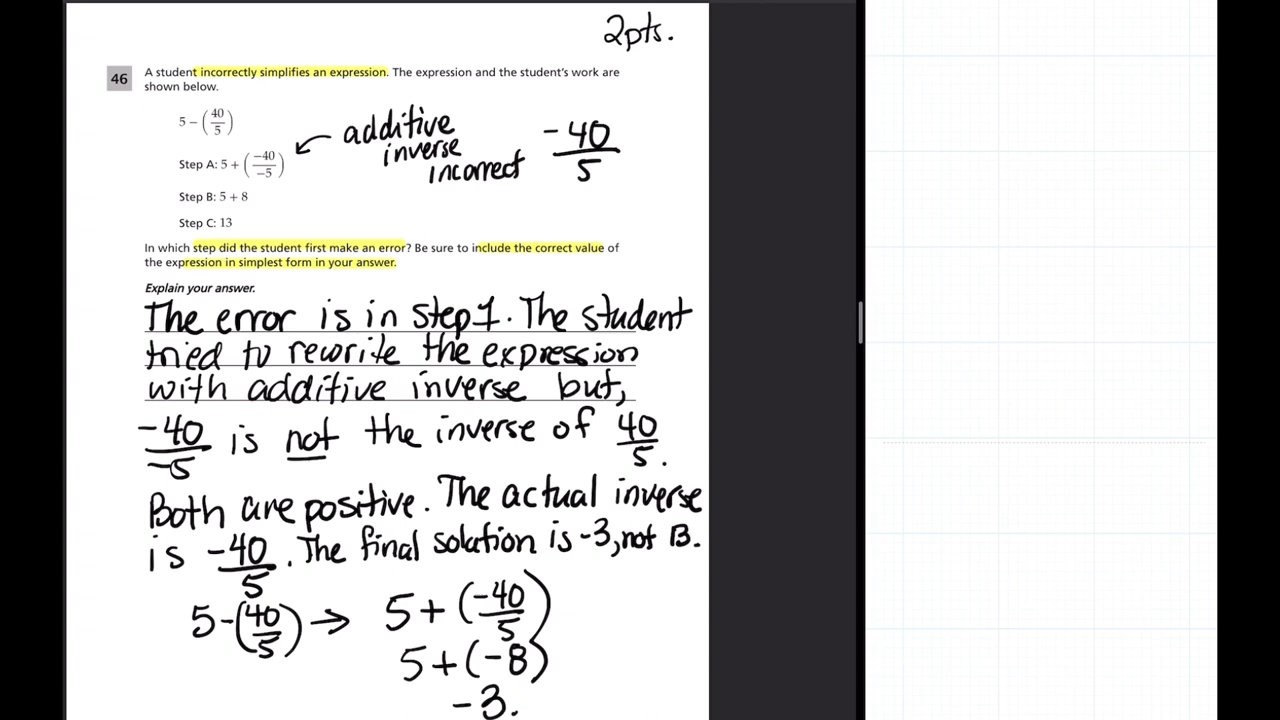 2pts.
46 A student incorrectly simplifies an expression. The expression and the student's work are
shown below.
5 − (40/5)
additive
inverse
incorrect
-40/5
Step A: 5 + (−40/−5)
Step B: 5 + 8
Step C: 13
In which step did the student first make an error? Be sure to include the correct value of
the expression in simplest form in your answer.
Explain your answer.
The error is in Step 1. The student
tried to rewrite the expression
with additive inverse but,
-40/-5 is not the inverse of 40/5.
Both are positive. The actual inverse
is -40/5. The final solution is -3, not 13.
5-(40/5) → 5+(-40/5)
5+(-8)
-3.